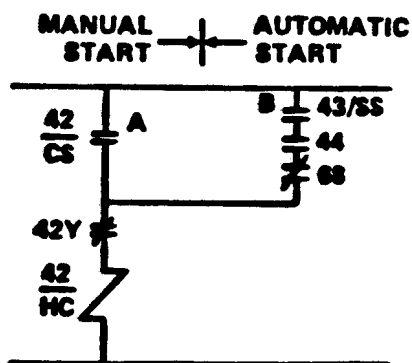 MANUAL START
AUTOMATIC START
42/CS
A
B
43/SS
44
68
42Y
42/HC